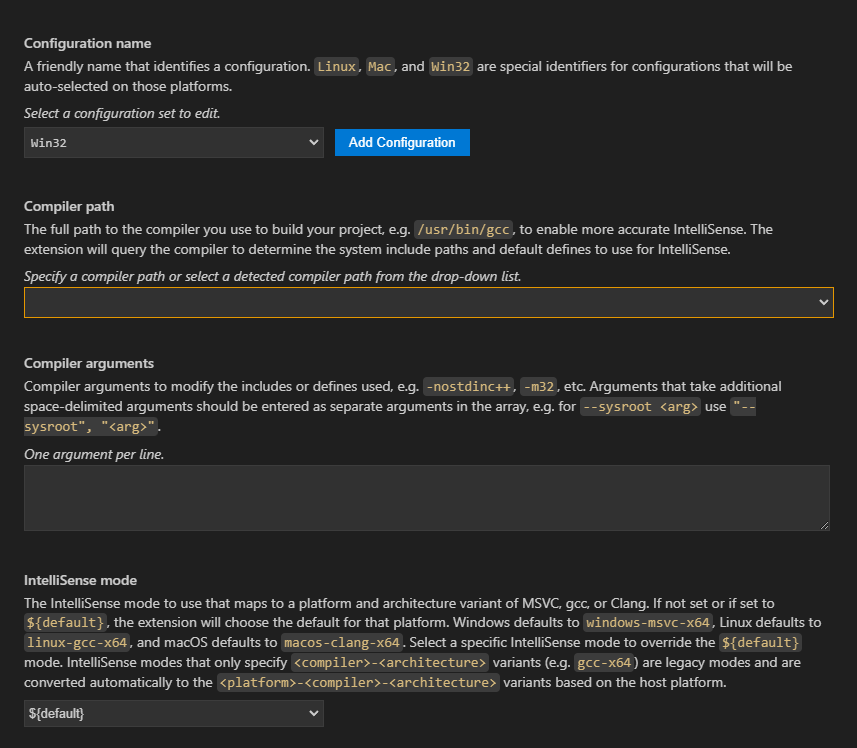 Configuration name
A friendly name that identifies a configuration. Linux, Mac, and Win32 are special identifiers for configurations that will be
auto-selected on those platforms.
Select a configuration set to edit.
Win32
Add Configuration
Compiler path
The full path to the compiler you use to build your project, e.g. /usr/bin/gcc, to enable more accurate IntelliSense. The
extension will query the compiler to determine the system include paths and default defines to use for IntelliSense.
Specify a compiler path or select a detected compiler path from the drop-down list.
Compiler arguments
Compiler arguments to modify the includes or defines used, e.g. -nostdinc++, -m32, etc. Arguments that take additional
space-delimited arguments should be entered as separate arguments in the array, e.g. for --sysroot <arg> use "--
sysroot", "<arg>".
One argument per line.
IntelliSense mode
The IntelliSense mode to use that maps to a platform and architecture variant of MSVC, gcc, or Clang. If not set or if set to
${default}, the extension will choose the default for that platform. Windows defaults to windows-msvc-x64, Linux defaults to
linux-gcc-x64, and macOS defaults to macos-clang-x64. Select a specific IntelliSense mode to override the ${default}
mode. IntelliSense modes that only specify <compiler>-<architecture> variants (e.g. gcc-x64) are legacy modes and are
converted automatically to the <platform>-<compiler>-<architecture> variants based on the host platform.
${default}